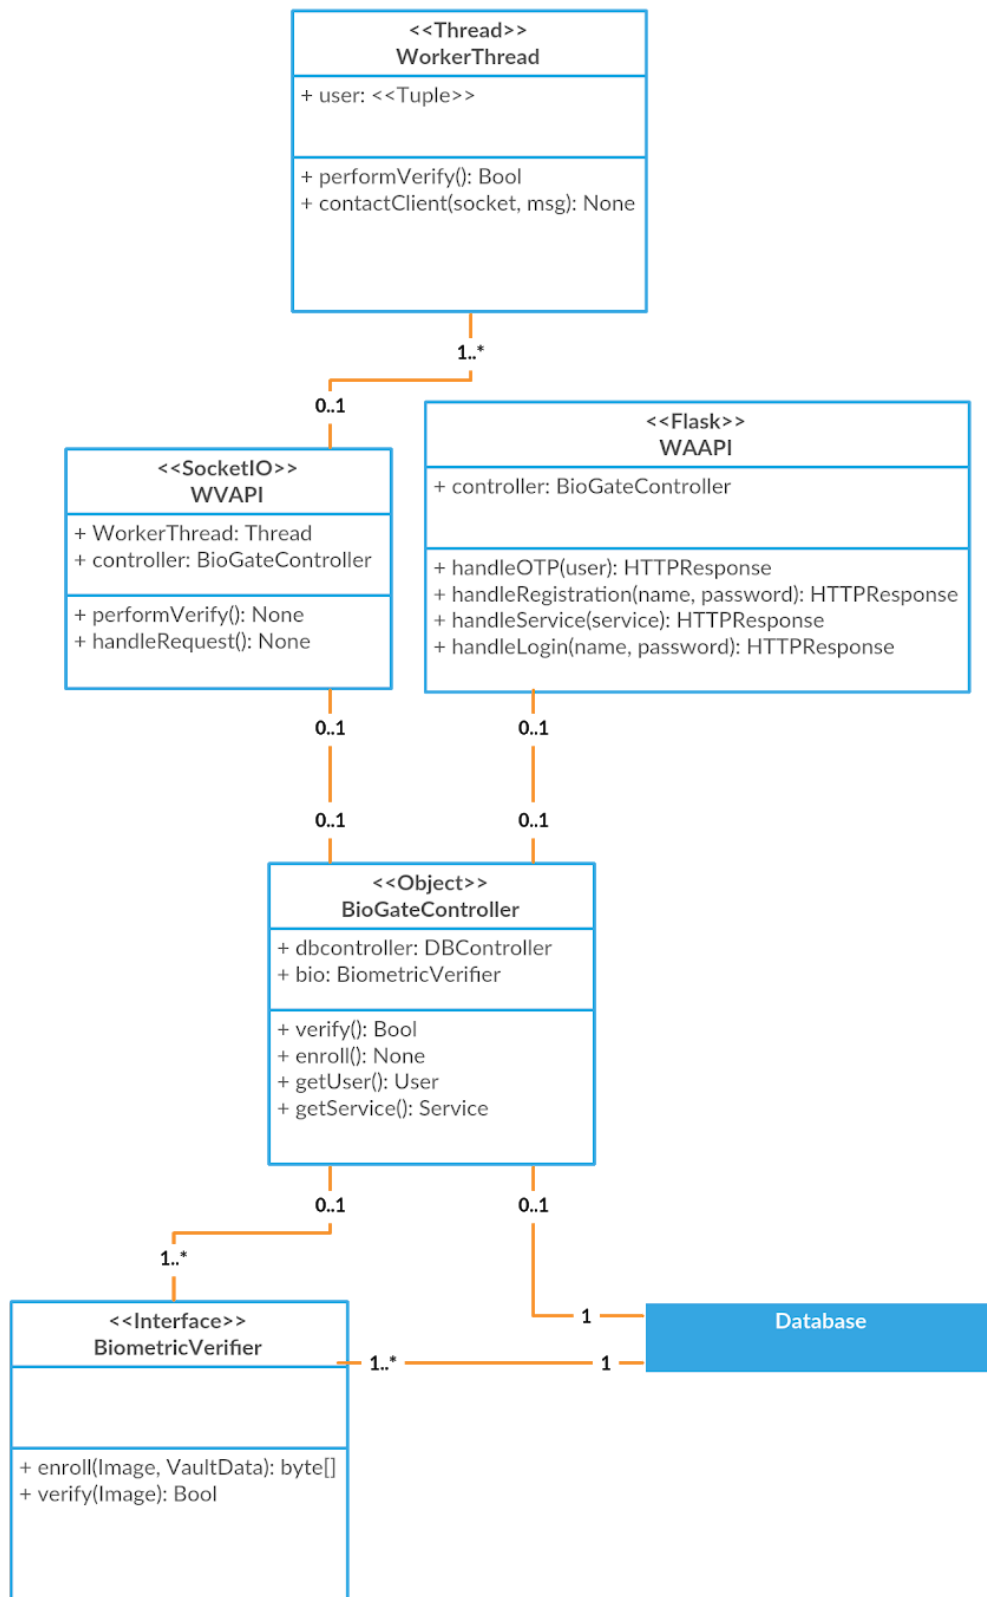 <<Thread>>
WorkerThread
+ user: <<Tuple>>
+ performVerify(): Bool
+ contactClient(socket, msg): None
1..*
0..1
<<SocketIO>>
WVAPI
+ WorkerThread: Thread
+ controller: BioGateController
+ performVerify(): None
+ handleRequest(): None
<<Flask>>
WAAPI
+ controller: BioGateController
+ handleOTP(user): HTTPResponse
+ handleRegistration(name, password): HTTPResponse
+ handleService(service): HTTPResponse
+ handleLogin(name, password): HTTPResponse
0..1
0..1
0..1
0..1
<<Object>>
BioGateController
+ dbcontroller: DBController
+ bio: BiometricVerifier
+ verify(): Bool
+ enroll(): None
+ getUser(): User
+ getService(): Service
0..1
0..1
1..*
<<Interface>>
BiometricVerifier
+ enroll(Image, VaultData): byte[]
+ verify(Image): Bool
1
Database
1..*
1